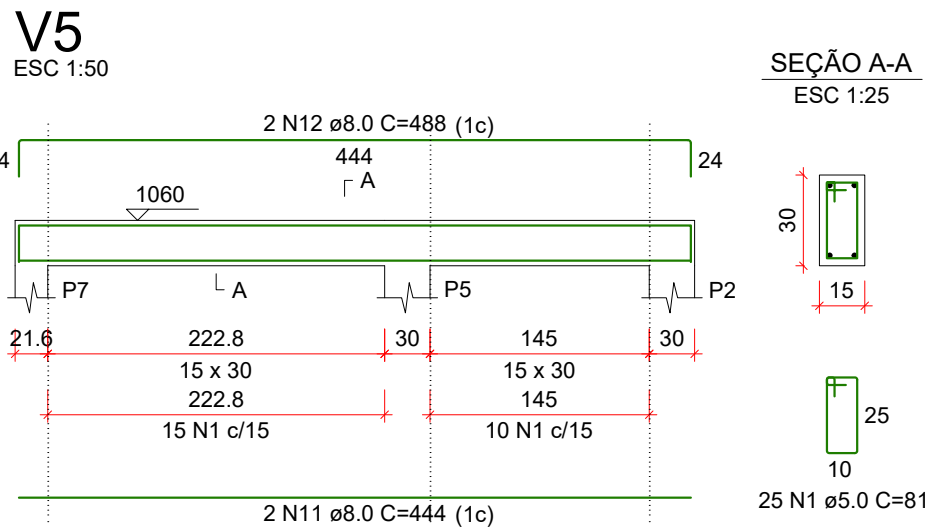 V5
ESC 1:50
SEÇÃO A-A
ESC 1:25
2 N12 ø8.0 C=488 (1c)
4
444
24
A
1060
30
P7
A
P5
P2
15
21.6
222.8
30
145
30
15 x 30
15 x 30
222.8
145
15 N1 c/15
10 N1 c/15
25
10
25 N1 ø5.0 C=81
2 N11 ø8.0 C=444 (1c)